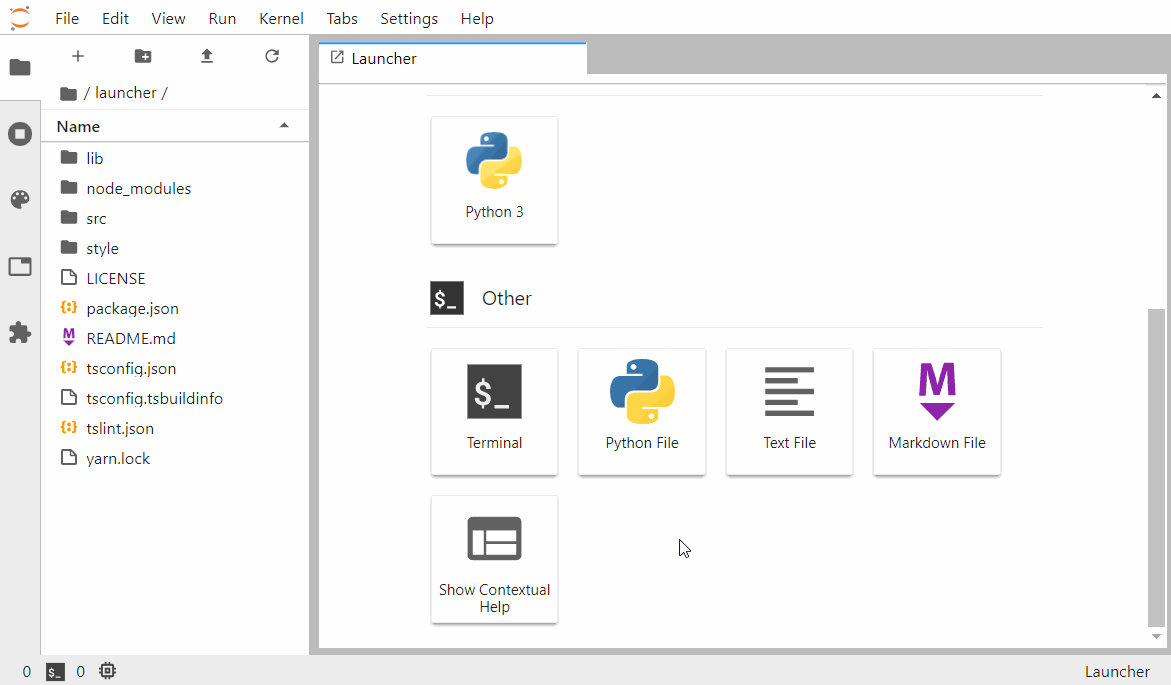 File Edit View Run Kernel Tabs Settings Help
Launcher
/ launcher /
Name
lib
node_modules
src
style
LICENSE
package.json
README.md
tsconfig.json
tsconfig.tsbuildinfo
tslint.json
yarn.lock
Python 3
$_ Other
$_
Terminal
Python File
Text File
M
Markdown File
Show Contextual
Help
0 $_ 0
Launcher